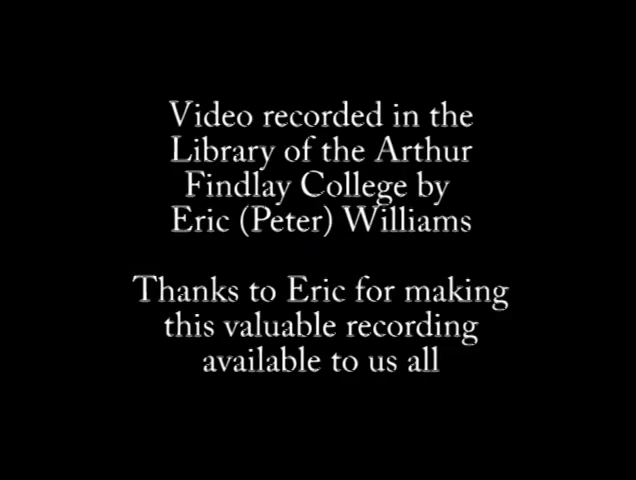 Video recorded in the
Library of the Arthur
Findlay College by
Eric (Peter) Williams
Thanks to Eric for making
this valuable recording
available to us all